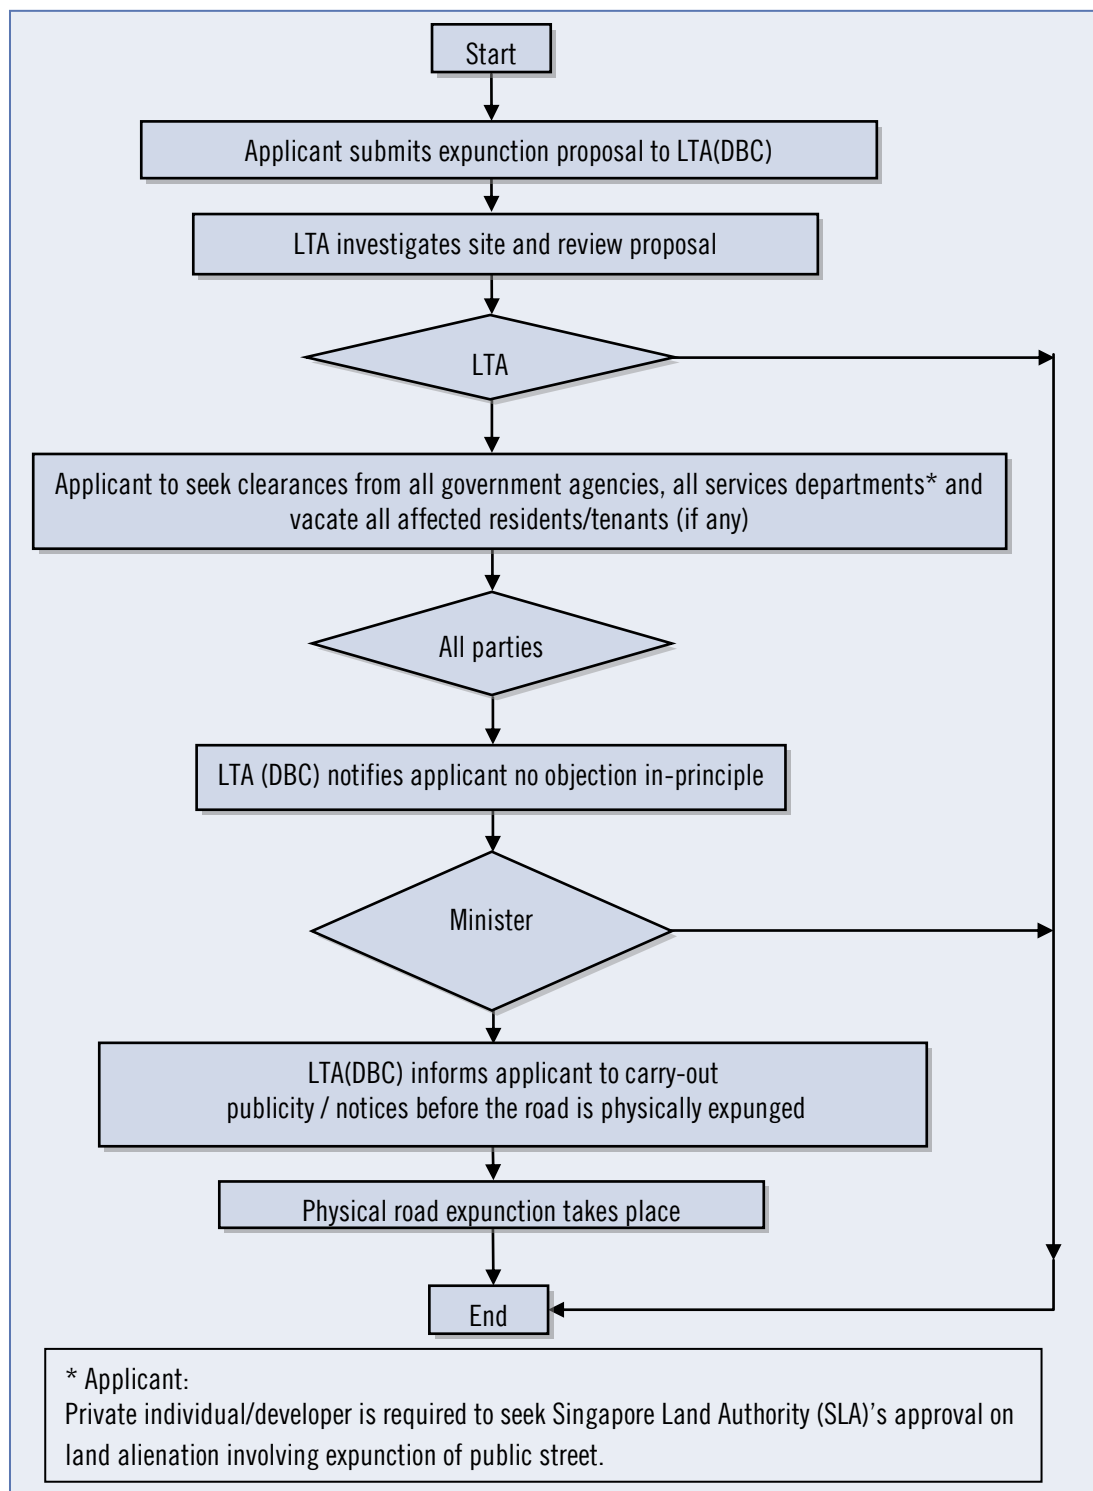 Start
Applicant submits expunction proposal to LTA(DBC)
LTA investigates site and review proposal
LTA
Applicant to seek clearances from all government agencies, all services departments* and
vacate all affected residents/tenants (if any)
All parties
LTA (DBC) notifies applicant no objection in-principle
Minister
LTA(DBC) informs applicant to carry-out
publicity / notices before the road is physically expunged
Physical road expunction takes place
End
* Applicant:
Private individual/developer is required to seek Singapore Land Authority (SLA)’s approval on
land alienation involving expunction of public street.